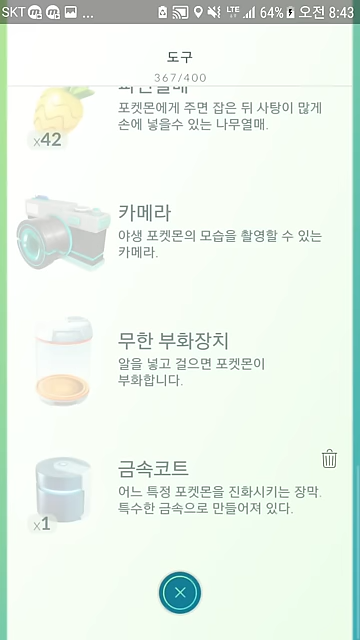 SKT ... LTE 64% 오전 8:43
도구
367/400
파인열매
포켓몬에게 주면 잡은 뒤 사탕이 많게
손에 넣을수 있는 나무열매.
x42
카메라
야생 포켓몬의 모습을 촬영할 수 있는
카메라.
무한 부화장치
알을 넣고 걸으면 포켓몬이
부화합니다.
금속코트
어느 특정 포켓몬을 진화시키는 장막.
특수한 금속으로 만들어져 있다.
x1